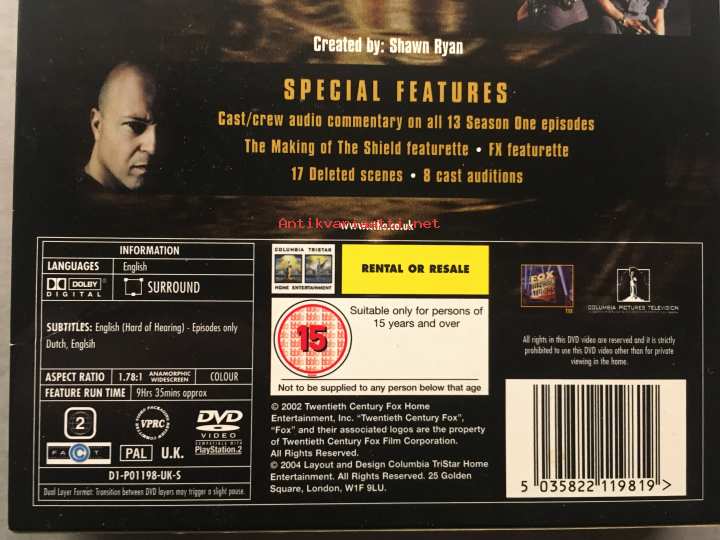 Created by: Shawn Ryan
SPECIAL FEATURES
Cast/crew audio commentary on all 13 Season One episodes
The Making of The Shield featurette • FX featurette
17 Deleted scenes • 8 cast auditions
Antikvariaatti.net
INFORMATION
LANGUAGES English
DOLBY DIGITAL SURROUND
SUBTITLES: English (Hard of Hearing) - Episodes only
Dutch, Englsih
ASPECT RATIO 1.78:1 ANAMORPHIC WIDESCREEN COLOUR
FEATURE RUN TIME 9Hrs 35mins approx
2
VIDEO PACKAGING REVIEW COMMITTEE
VPRC
DVD
VIDEO
COMPATIBLE WITH
PlayStation.2
FACT
PAL U.K.
D1-P01198-UK-S
Dual Layer Format: Transition between DVD layers may trigger a slight pause.
COLUMBIA TRISTAR
HOME ENTERTAINMENT
RENTAL OR RESALE
15
Suitable only for persons of
15 years and over
Not to be supplied to any person below that age
© 2002 Twentieth Century Fox Home
Entertainment, Inc. “Twentieth Century Fox”,
“Fox” and their associated logos are the property
of Twentieth Century Fox Film Corporation.
All Rights Reserved.
© 2004 Layout and Design Columbia TriStar Home
Entertainment. All Rights Reserved. 25 Golden
Square, London, W1F 9LU.
FOX
COLUMBIA PICTURES TELEVISION
All rights in this DVD video are reserved and it is strictly
prohibited to use this DVD video other than for private
viewing in the home.
5 035822 119819 >